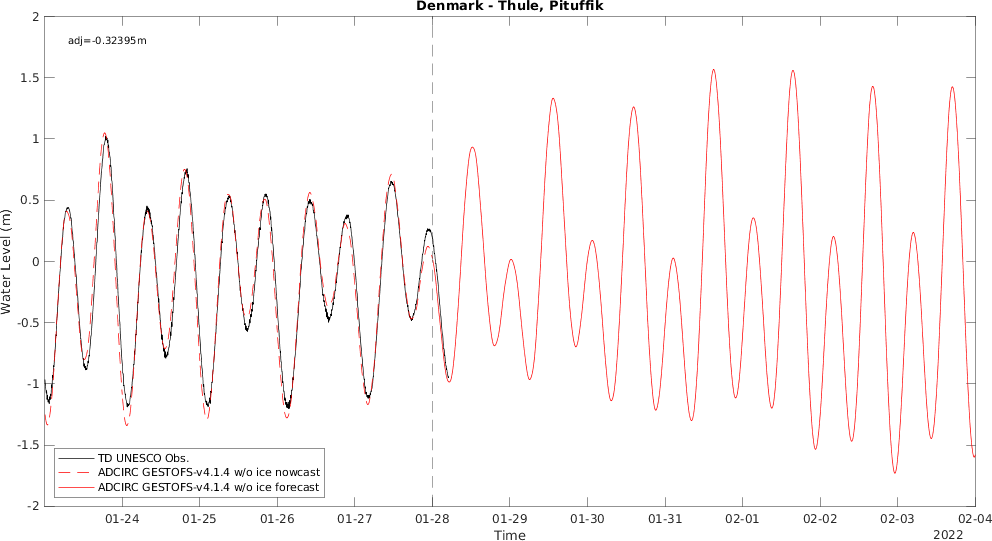 Denmark - Thule, Pituffik
adj=-0.32395m
2
1.5
1
0.5
0
-0.5
-1
-1.5
-2
Water Level (m)
TD UNESCO Obs.
ADCIRC GESTOFS-v4.1.4 w/o ice nowcast
ADCIRC GESTOFS-v4.1.4 w/o ice forecast
01-24 01-25 01-26 01-27 01-28 01-29 01-30 01-31 02-01 02-02 02-03 02-04
Time
2022